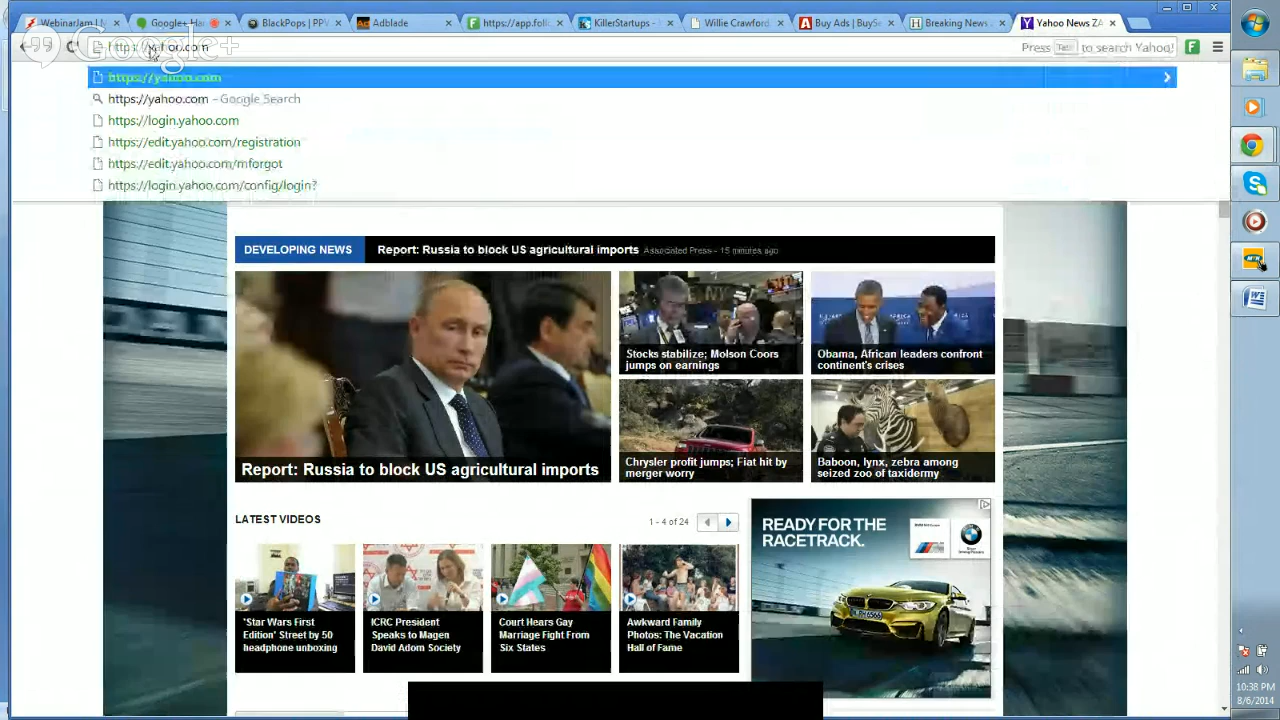 WebinarJam | M
Google+ Ha
BlackPops | PPV
Adblade
https://app.foll
KillerStartups -
Willie Crawford
Buy Ads | BuySe
Breaking News
Yahoo News ZA
https://yahoo.com
Press Tab to search Yahoo!
Google+
https://yahoo.com
https://yahoo.com – Google Search
https://login.yahoo.com
https://edit.yahoo.com/registration
https://edit.yahoo.com/mforgot
https://login.yahoo.com/config/login?
DEVELOPING NEWS
Report: Russia to block US agricultural imports Associated Press - 15 minutes ago
Report: Russia to block US agricultural imports
Stocks stabilize; Molson Coors
jumps on earnings
Obama, African leaders confront
continent's crises
Chrysler profit jumps; Fiat hit by
merger worry
Baboon, lynx, zebra among
seized zoo of taxidermy
LATEST VIDEOS
1 - 4 of 24
'Star Wars First
Edition' Street by 50
headphone unboxing
ICRC President
Speaks to Magen
David Adom Society
Court Hears Gay
Marriage Fight From
Six States
Awkward Family
Photos: The Vacation
Hall of Fame
READY FOR THE
RACETRACK.
10:38 PM
8/6/2014